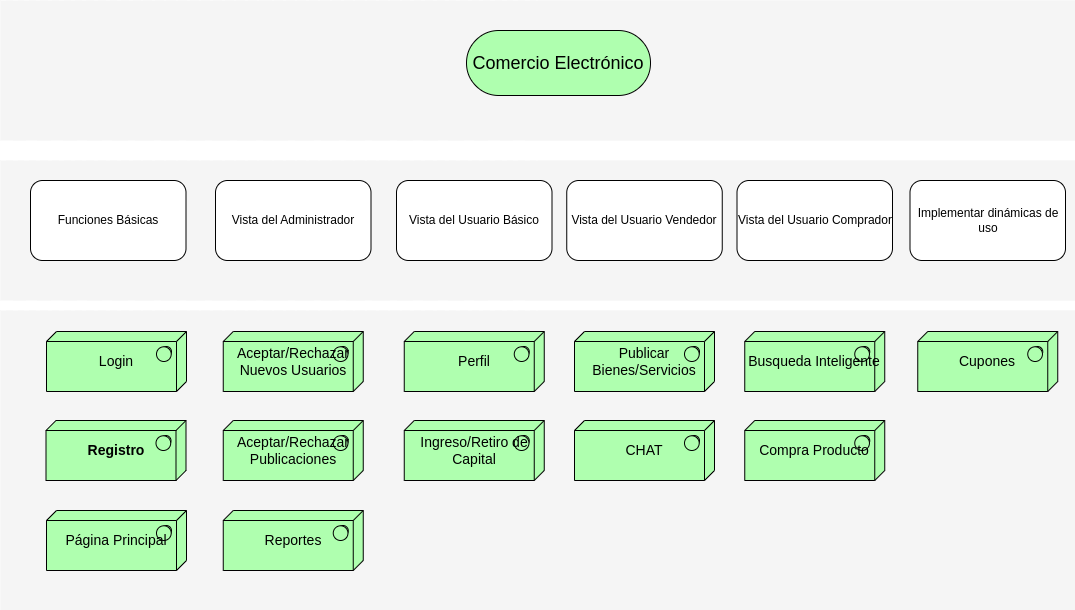 Comercio Electrónico
Funciones Básicas
Vista del Administrador
Vista del Usuario Básico
Vista del Usuario Vendedor
Vista del Usuario Comprador
Implementar dinámicas de
uso
Login
Aceptar/Rechazar
Nuevos Usuarios
Perfil
Publicar
Bienes/Servicios
Busqueda Inteligente
Cupones
Registro
Aceptar/Rechazar
Publicaciones
Ingreso/Retiro de
Capital
CHAT
Compra Producto
Página Principal
Reportes